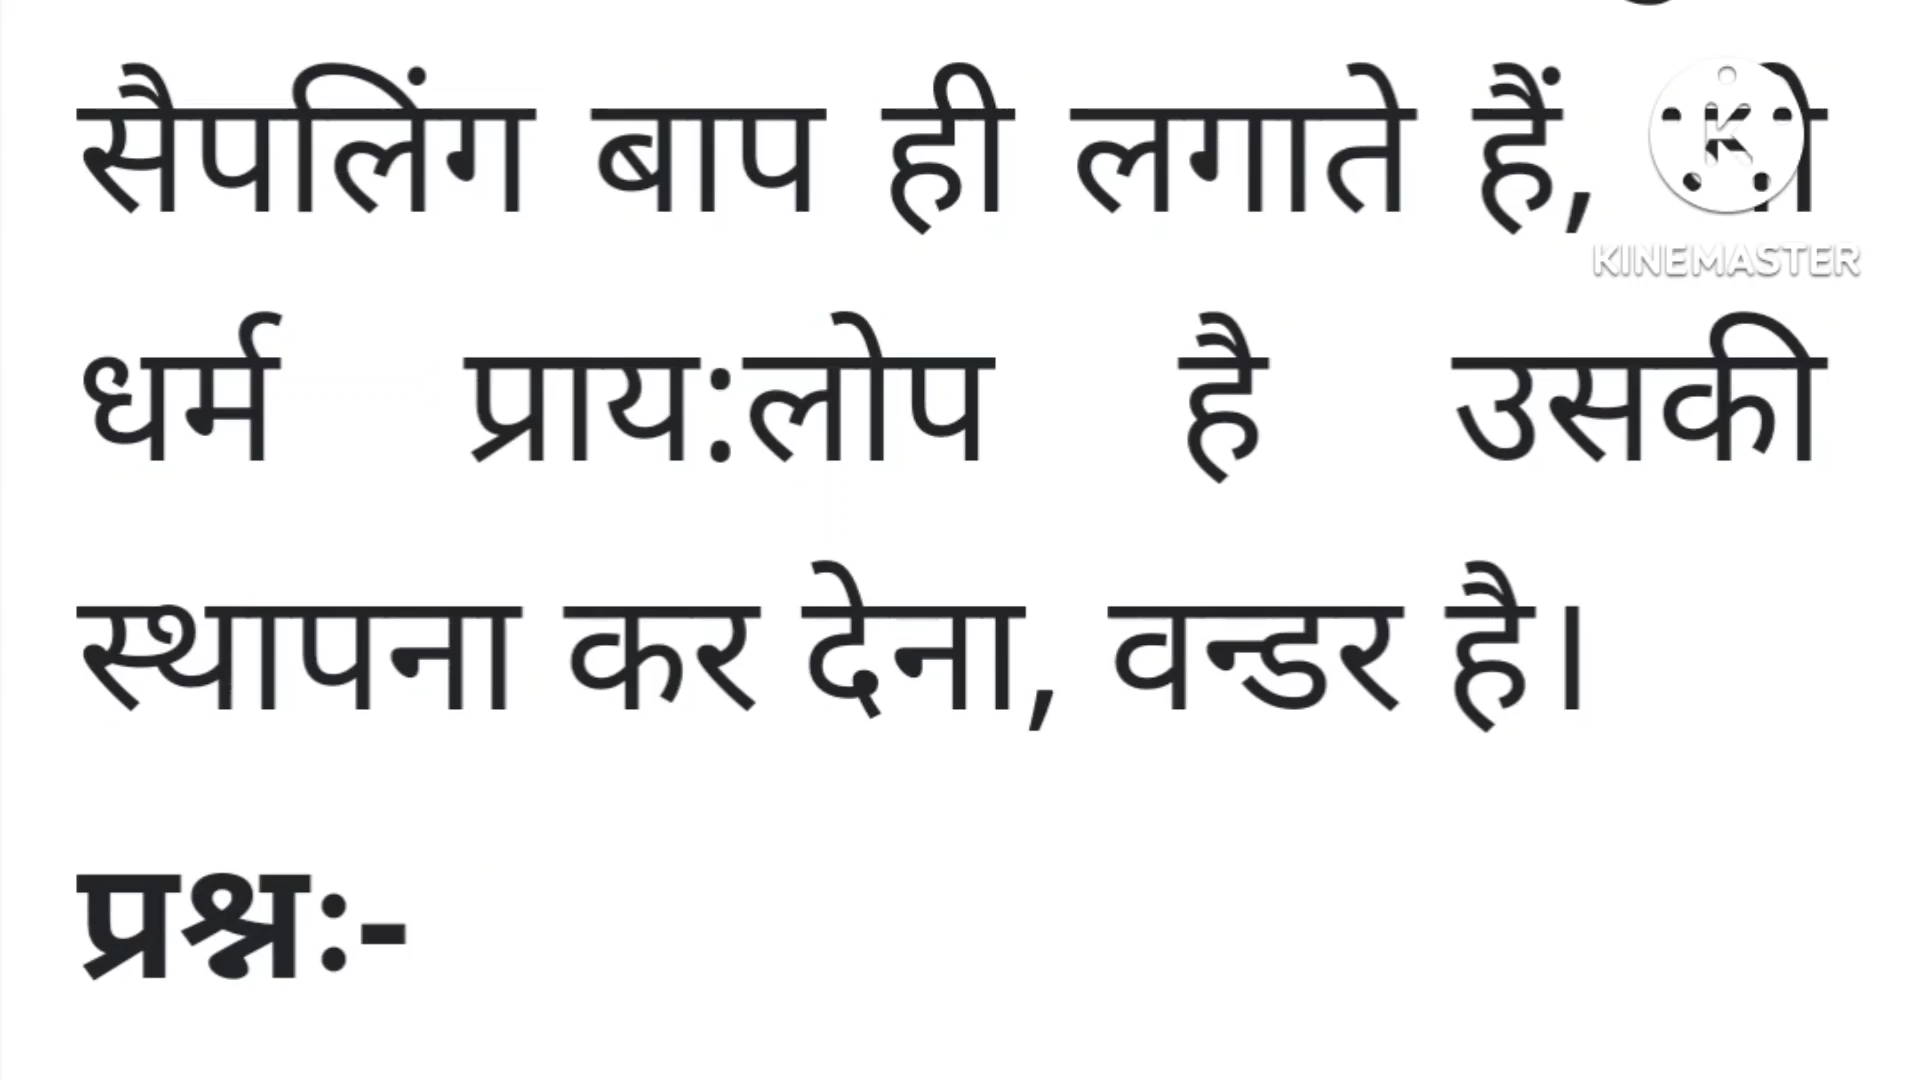 सैपलिंग बाप ही लगाते हैं,
KINEMASTER
धर्म प्राय:लोप है उसकी
स्थापना कर देना, वन्डर है।
प्रश्न:-